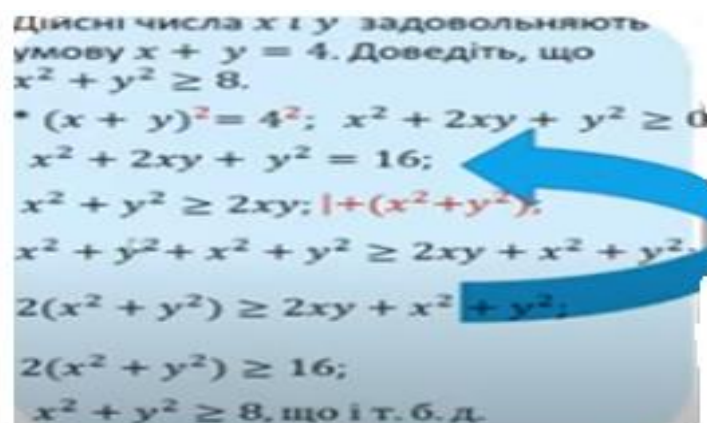 Дійсні числа x і y задовольняють
умову x + y = 4. Доведіть, що
x² + y² ≥ 8.
* (x + y)² = 4²; x² + 2xy + y² ≥ 0
x² + 2xy + y² = 16;
x² + y² ≥ 2xy; |+(x²+y²);
x² + y² + x² + y² ≥ 2xy + x² + y²;
2(x² + y²) ≥ 2xy + x² + y²;
2(x² + y²) ≥ 16;
x² + y² ≥ 8, що і т. б. д.